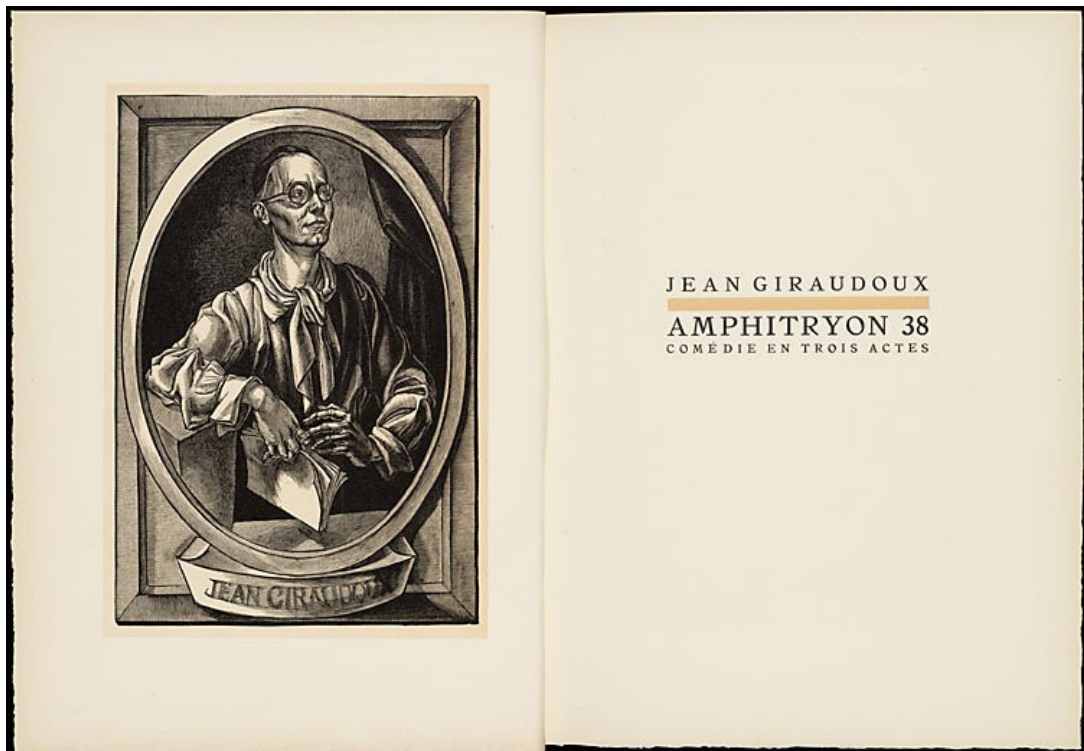 JEAN GIRAUDOUX
JEAN GIRAUDOUX
AMPHITRYON 38
COMÉDIE EN TROIS ACTES